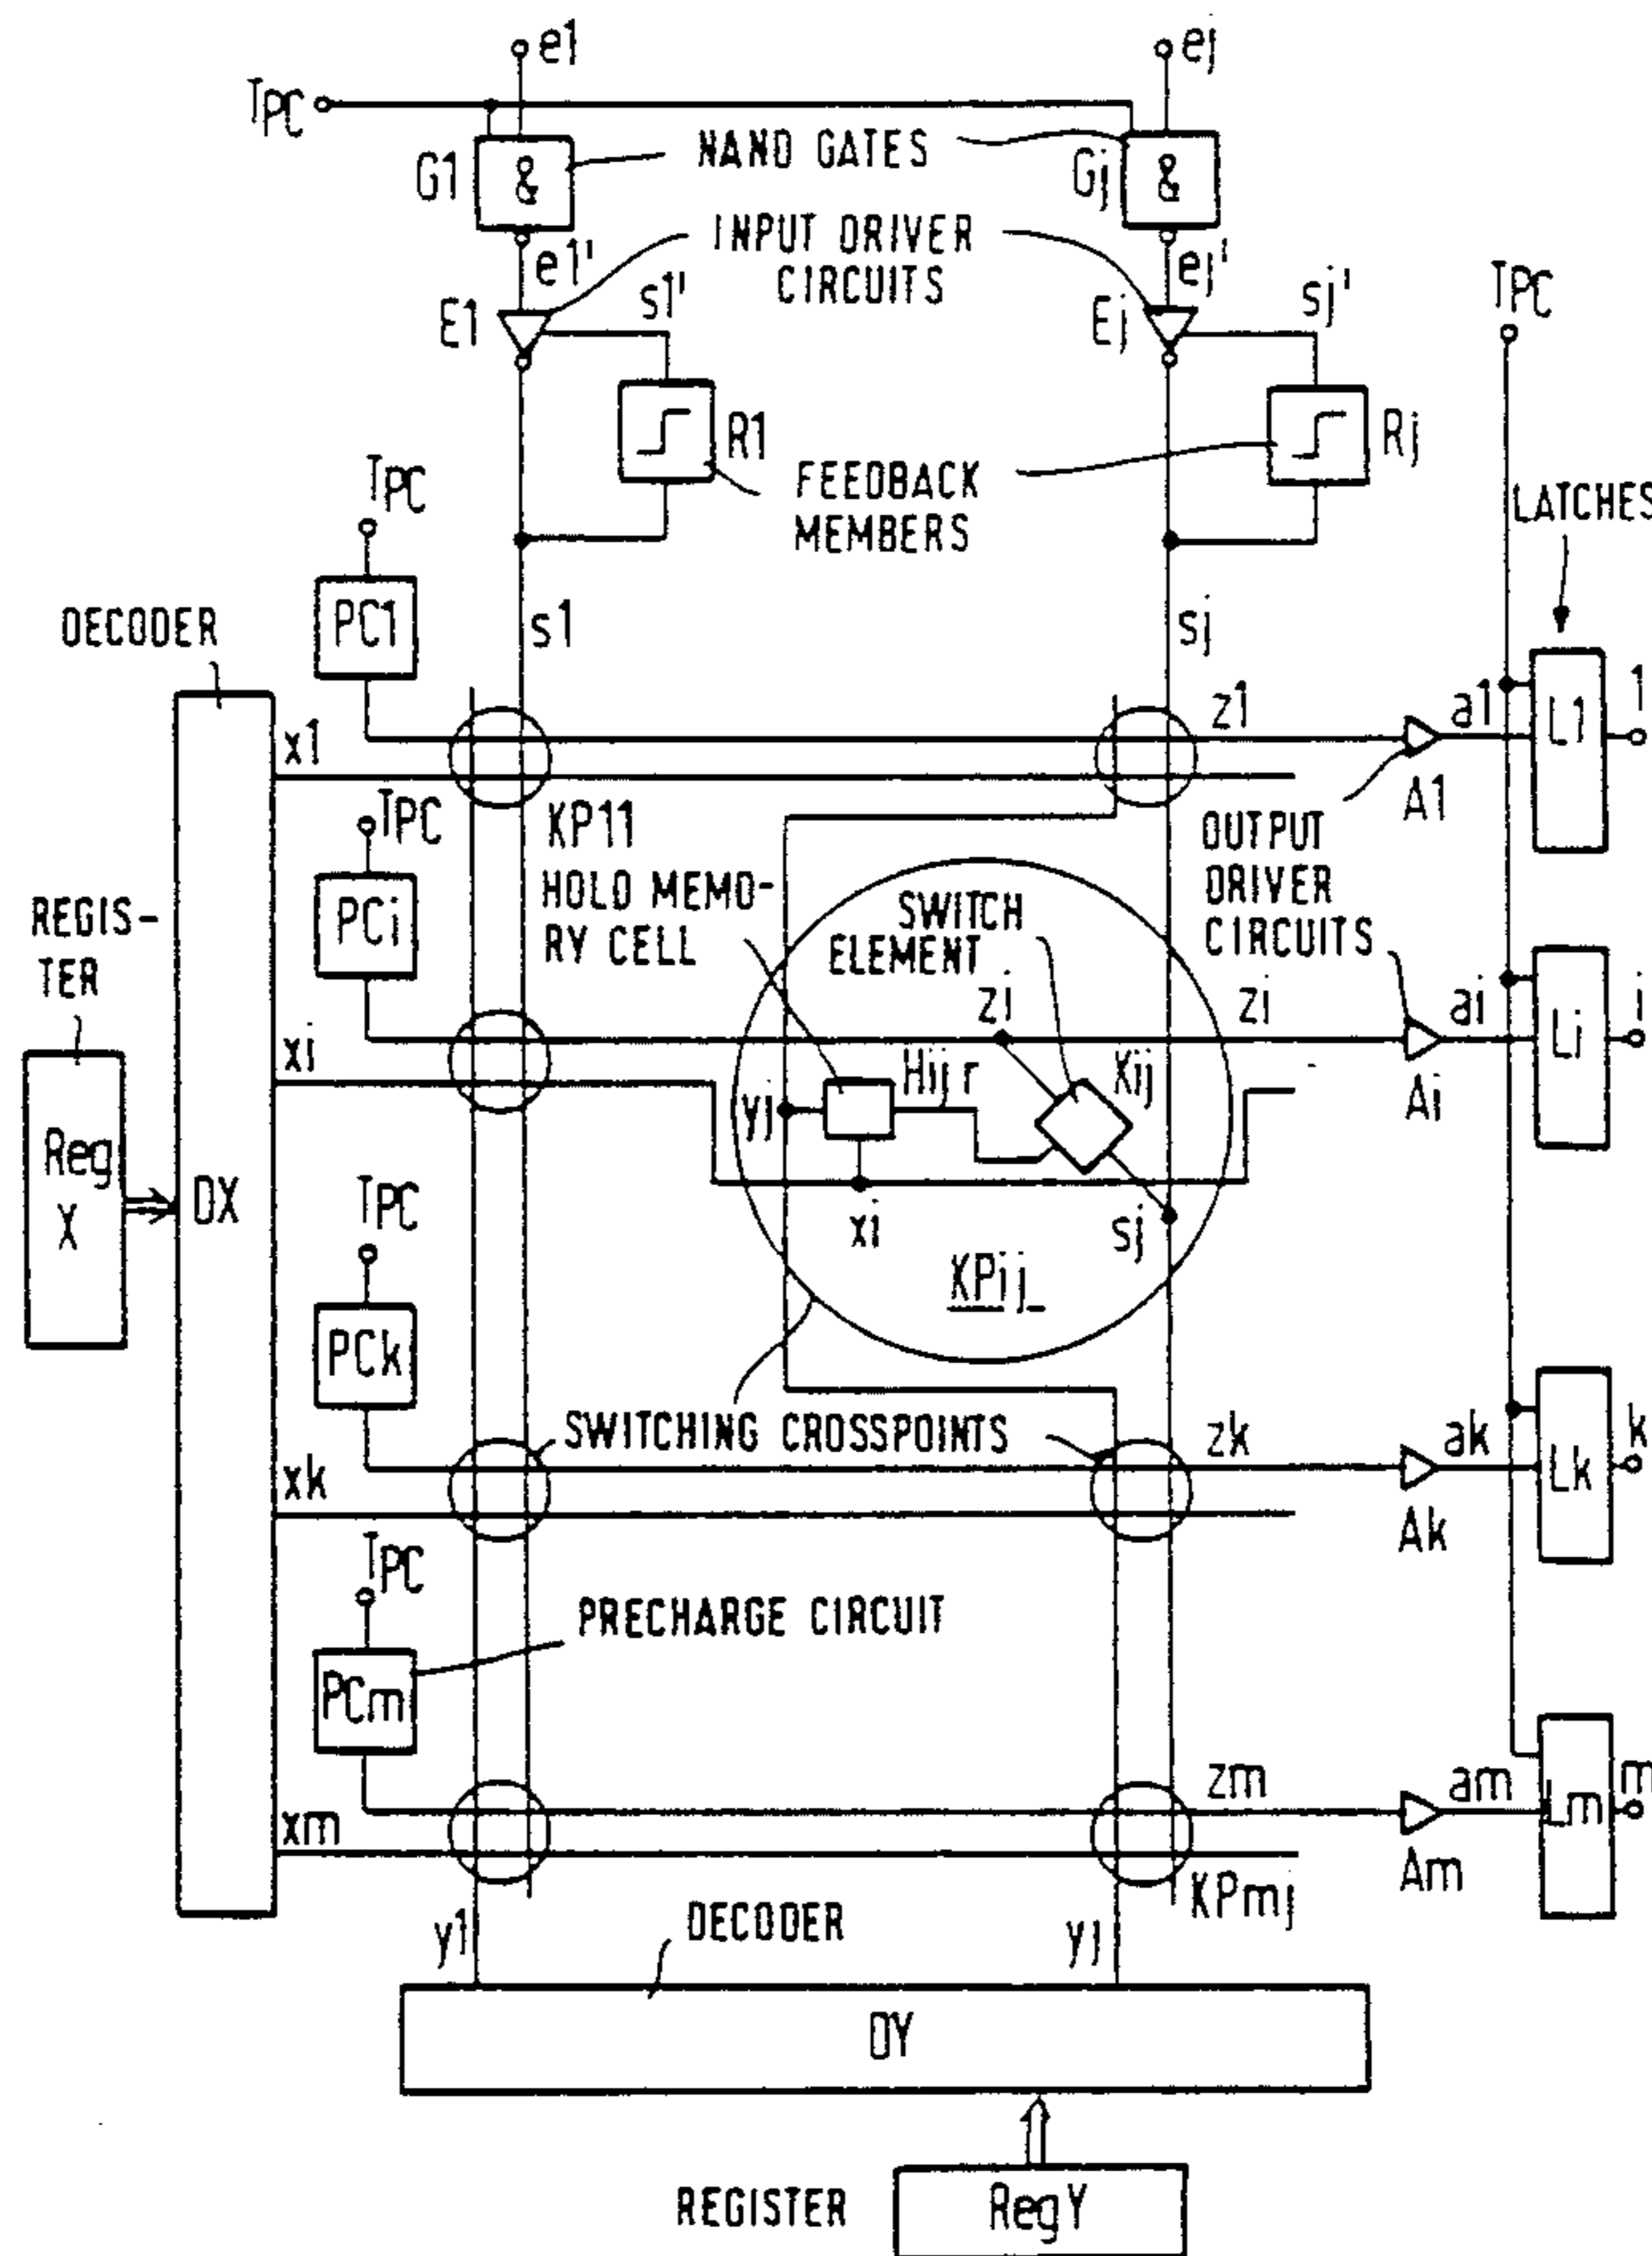 e1
ej
TPC
NAND GATES
G1
&
Gj
&
INPUT DRIVER
CIRCUITS
e1'
s1'
ej'
sj'
E1
Ej
TPC
R1
Rj
FEEDBACK
MEMBERS
TPC
LATCHES
DECODER
PC1
s1
sj
x1
z1
a1
L1
1
A1
TPC
KP11
HOLD MEMO-
RY CELL
OUTPUT
DRIVER
CIRCUITS
SWITCH
ELEMENT
REGIS-
TER
PCi
xi
zi
zi
ai
Li
i
Ai
yj
Hij
r
Kij
Reg
X
DX
TPC
xi
sj
KPij
PCk
SWITCHING CROSSPOINTS
xk
zk
ak
Lk
k
Ak
TPC
PRECHARGE CIRCUIT
PCm
xm
zm
am
Lm
m
Am
KPmj
y1
DECODER
yj
DY
REGISTER
Reg Y